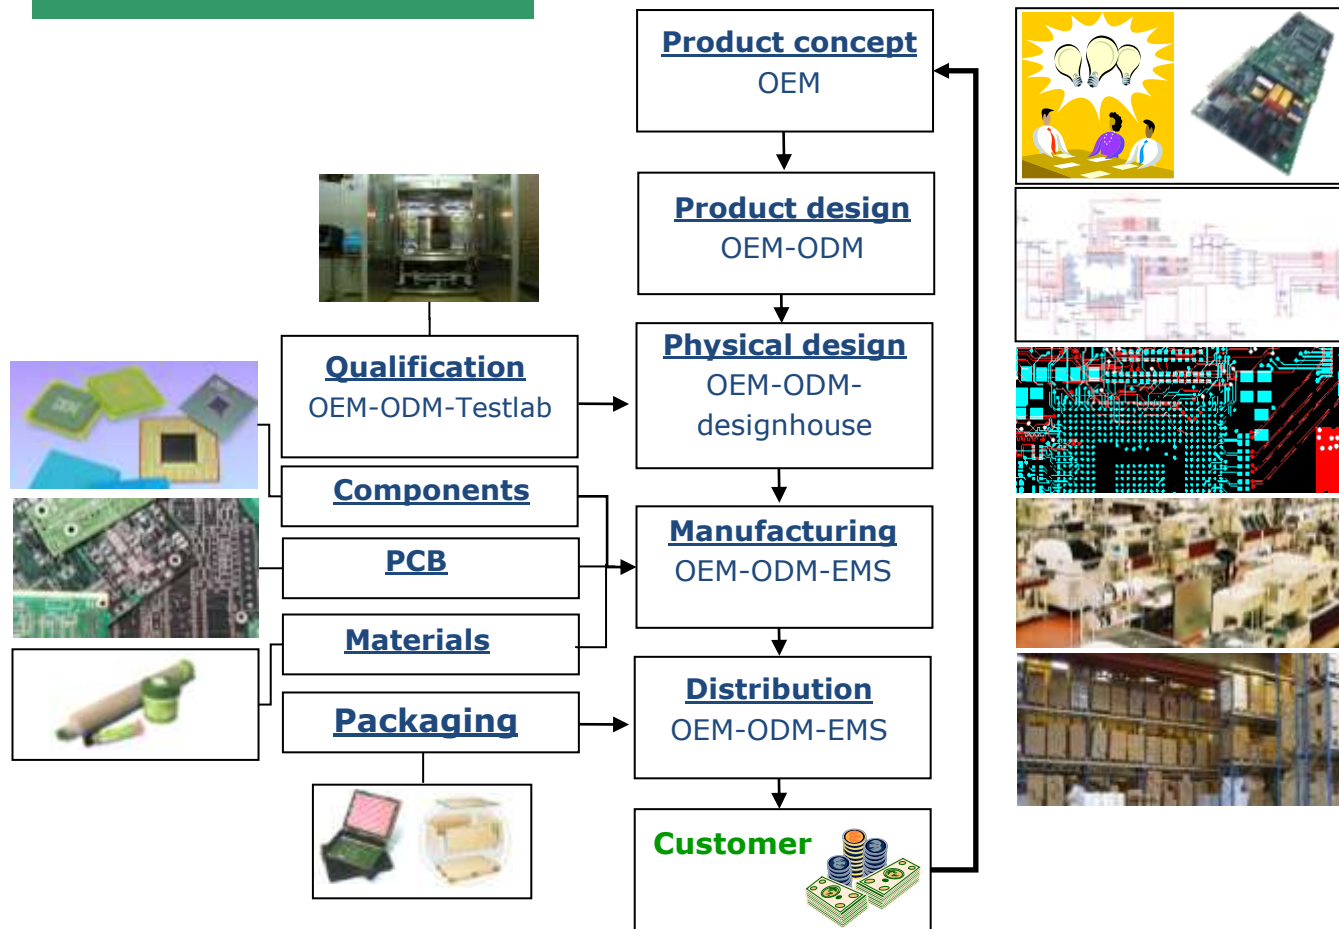 Product concept
OEM
Product design
OEM-ODM
Qualification
OEM-ODM-Testlab
Physical design
OEM-ODM-
designhouse
Components
PCB
Manufacturing
OEM-ODM-EMS
Materials
Packaging
Distribution
OEM-ODM-EMS
Customer